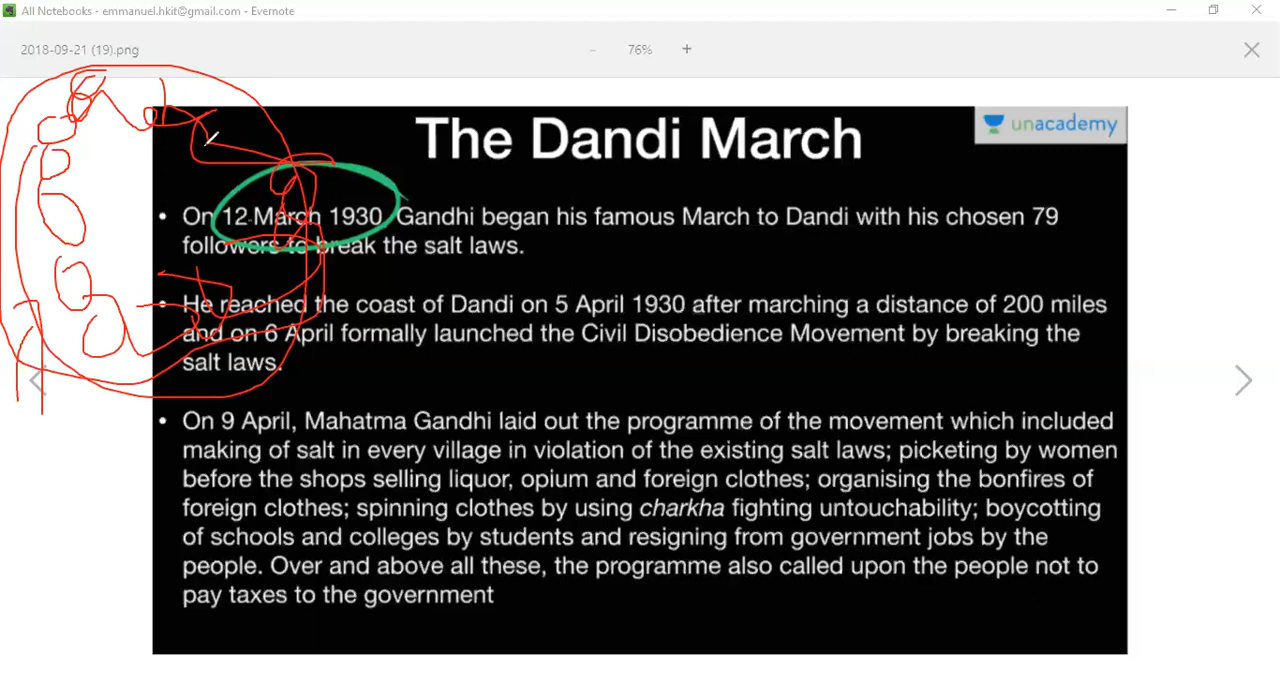 All Notebooks - emmanuel.hkit@gmail.com - Evernote
2018-09-21 (19).png
76%
unacademy
The Dandi March
• On 12 March 1930, Gandhi began his famous March to Dandi with his chosen 79
followers to break the salt laws.
• He reached the coast of Dandi on 5 April 1930 after marching a distance of 200 miles
and on 6 April formally launched the Civil Disobedience Movement by breaking the
salt laws.
• On 9 April, Mahatma Gandhi laid out the programme of the movement which included
making of salt in every village in violation of the existing salt laws; picketing by women
before the shops selling liquor, opium and foreign clothes; organising the bonfires of
foreign clothes; spinning clothes by using charkha fighting untouchability; boycotting
of schools and colleges by students and resigning from government jobs by the
people. Over and above all these, the programme also called upon the people not to
pay taxes to the government